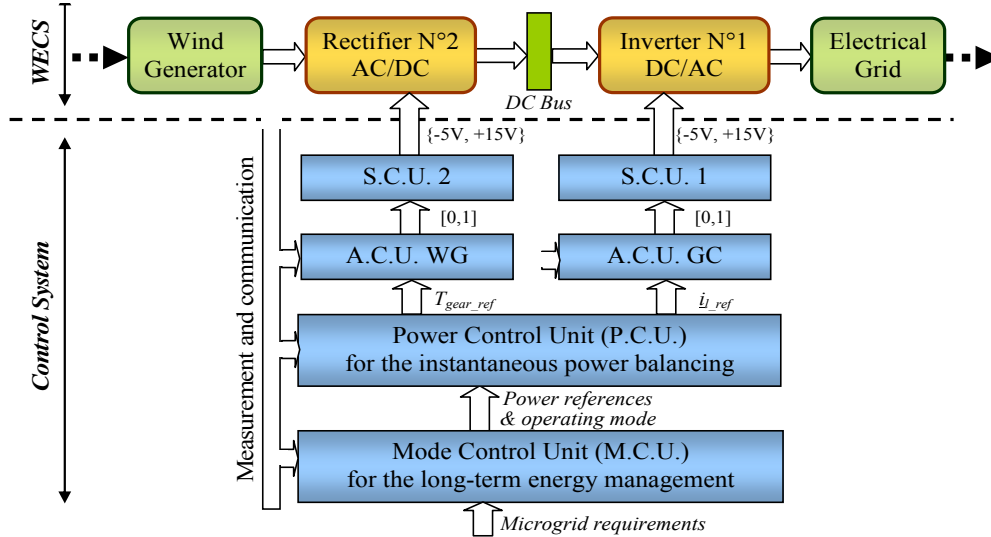 WECS
Wind
Generator
Rectifier N°2
AC/DC
DC Bus
Inverter N°1
DC/AC
Electrical
Grid
{-5V, +15V}
{-5V, +15V}
Control System
Measurement and communication
S.C.U. 2
S.C.U. 1
[0,1]
[0,1]
A.C.U. WG
A.C.U. GC
T_gear_ref
i_l_ref
Power Control Unit (P.C.U.)
for the instantaneous power balancing
Power references
& operating mode
Mode Control Unit (M.C.U.)
for the long-term energy management
Microgrid requirements